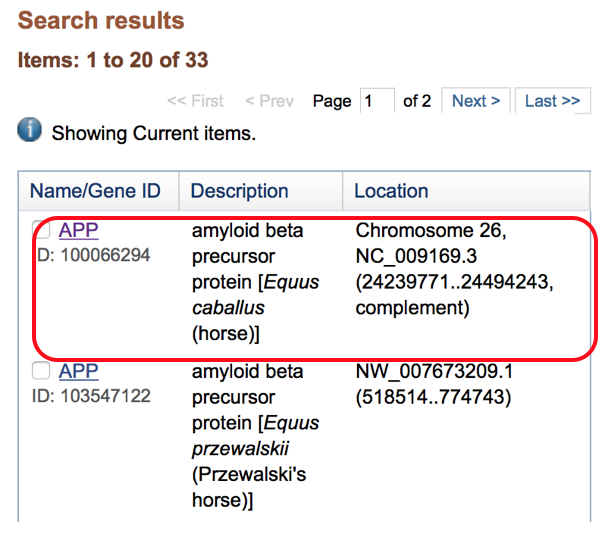 Search results
Items: 1 to 20 of 33
<< First < Prev Page 1 of 2 Next > Last >>
i Showing Current items.
Name/Gene ID Description Location
APP amyloid beta Chromosome 26,
ID: 100066294 precursor NC_009169.3
protein [Equus (24239771..24494243,
caballus complement)
(horse)]
APP amyloid beta NW_007673209.1
ID: 103547122 precursor (518514..774743)
protein [Equus
przewalskii
(Przewalski's
horse)]